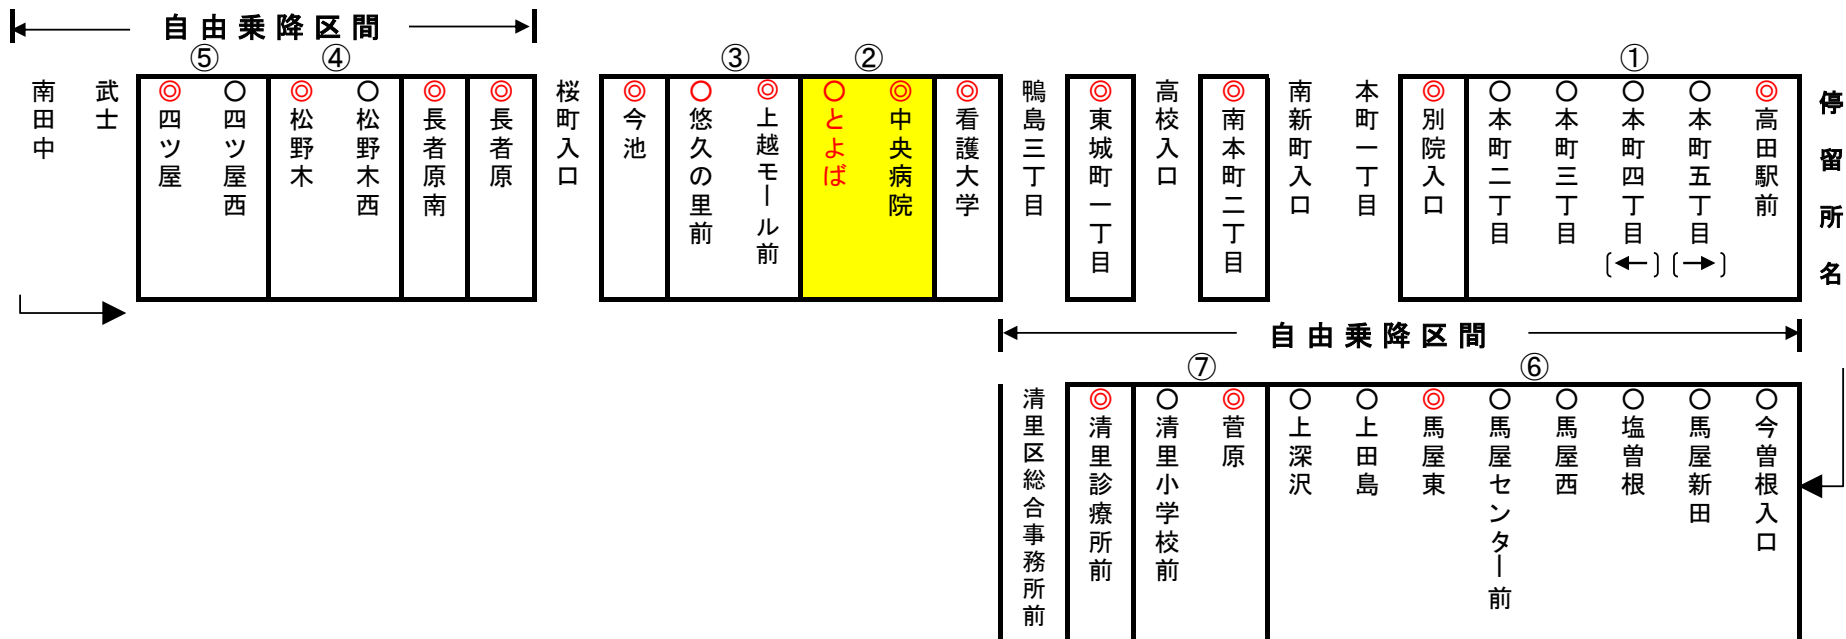 停留所名
①
◎高田駅前
○本町五丁目(→)
○本町四丁目(←)
○本町三丁目
○本町二丁目
◎別院入口
本町一丁目
南新町入口
◎南本町二丁目
高校入口
◎東城町一丁目
鴨島三丁目
◎看護大学
②
◎中央病院
○とよば
③
◎上越モール前
○悠久の里前
◎今池
桜町入口
自由乗降区間
◎長者原
◎長者原南
④
○松野木西
◎松野木
⑤
○四ツ屋西
◎四ツ屋
武士
南田中
自由乗降区間
⑥
○今曽根入口
○馬屋新田
○塩曽根
○馬屋西
○馬屋センター前
◎馬屋東
○上田島
○上深沢
⑦
◎菅原
○清里小学校前
◎清里診療所前
清里区総合事務所前